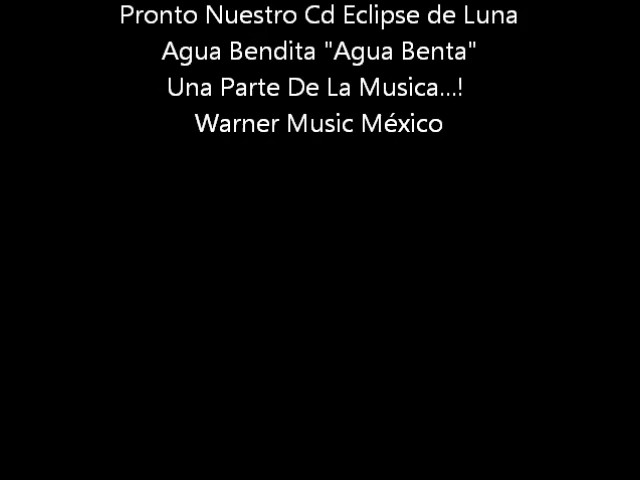 Pronto Nuestro Cd Eclipse de Luna
Agua Bendita "Agua Benta"
Una Parte De La Musica...!
Warner Music México